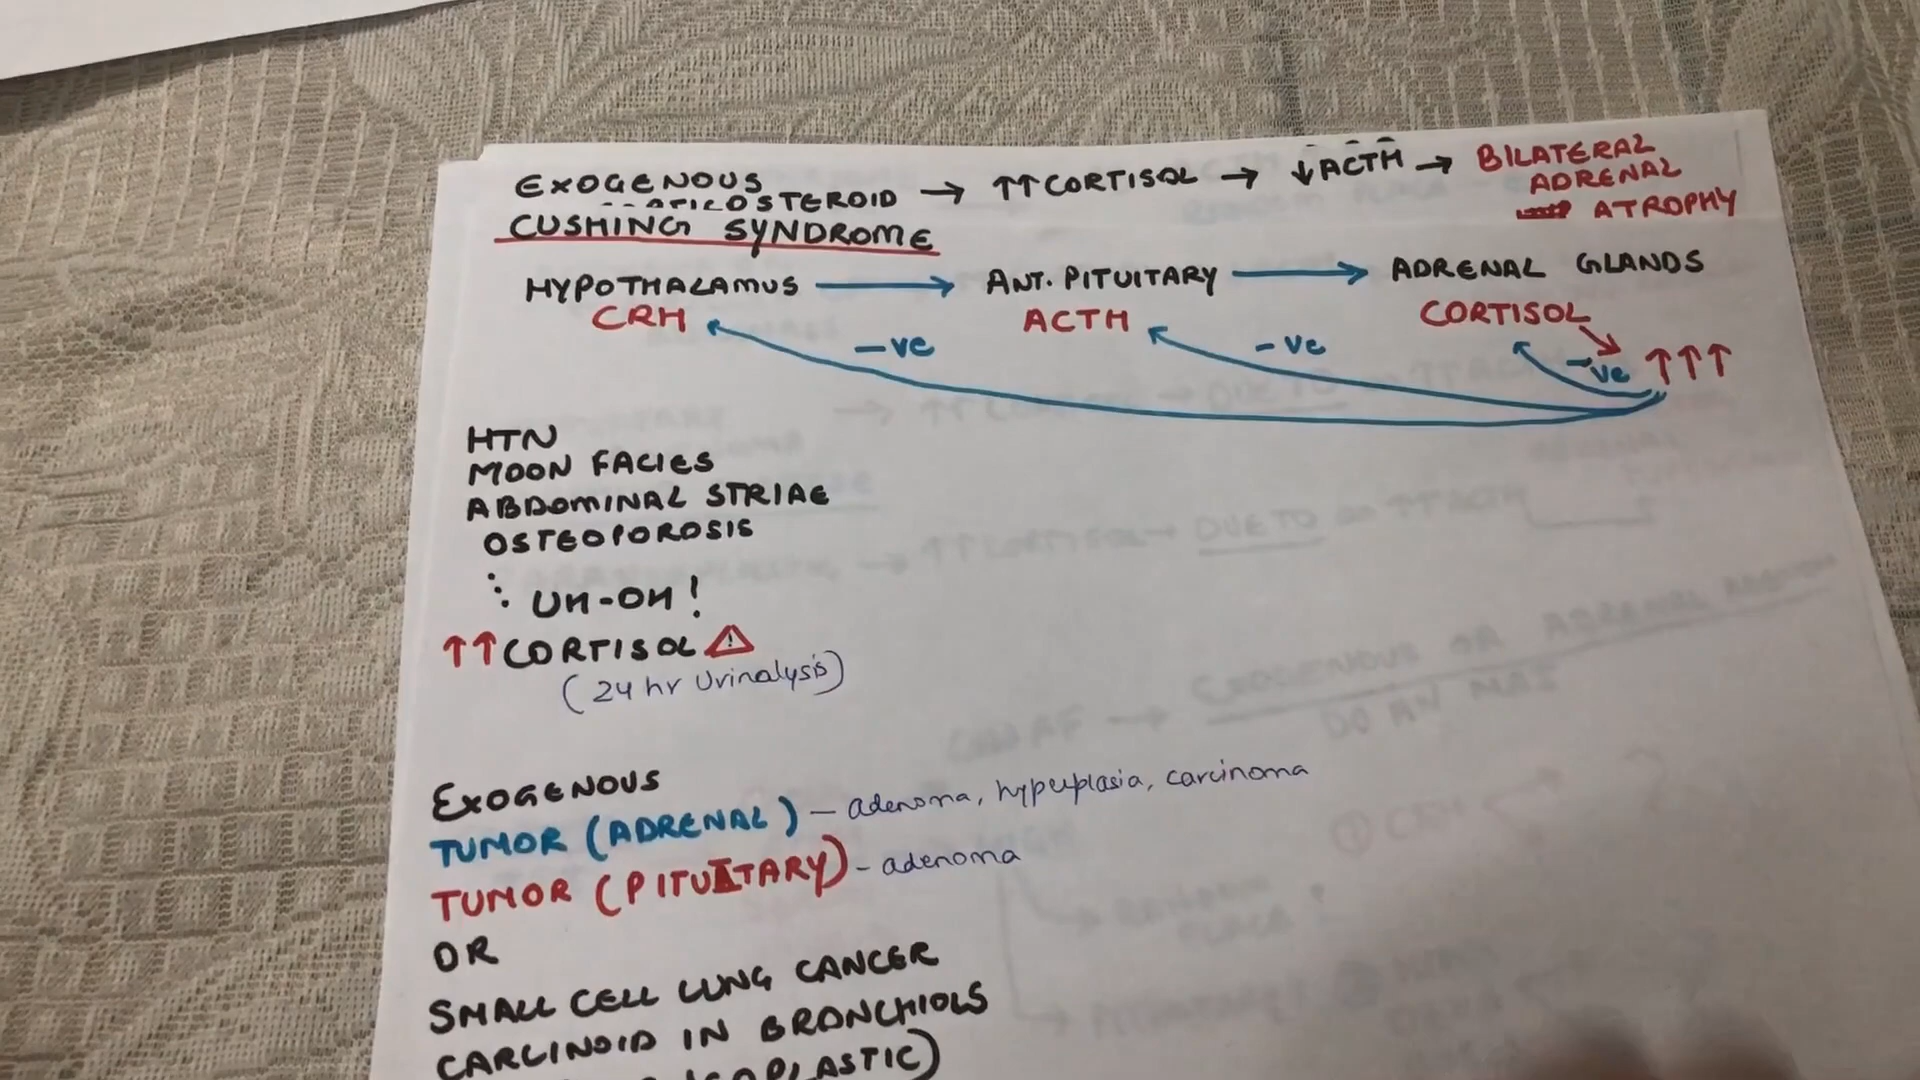 EXOGENOUS
STEROID → ↑↑ CORTISOL → ↓ ACTH → BILATERAL
ADRENAL
ATROPHY
CUSHING SYNDROME
HYPOTHALAMUS → ANT. PITUITARY → ADRENAL GLANDS
CRH ACTH CORTISOL
-ve -ve -ve ↑↑↑
HTN
MOON FACIES
ABDOMINAL STRIAE
OSTEOPOROSIS
UH-OH!
↑↑ CORTISOL ⚠
(24 hr Urinalysis)
EXOGENOUS
TUMOR (ADRENAL) - adenoma, hyperplasia, carcinoma
TUMOR (PITUITARY) - adenoma
OR
SMALL CELL LUNG CANCER
CARCINOID IN BRONCHIOLS